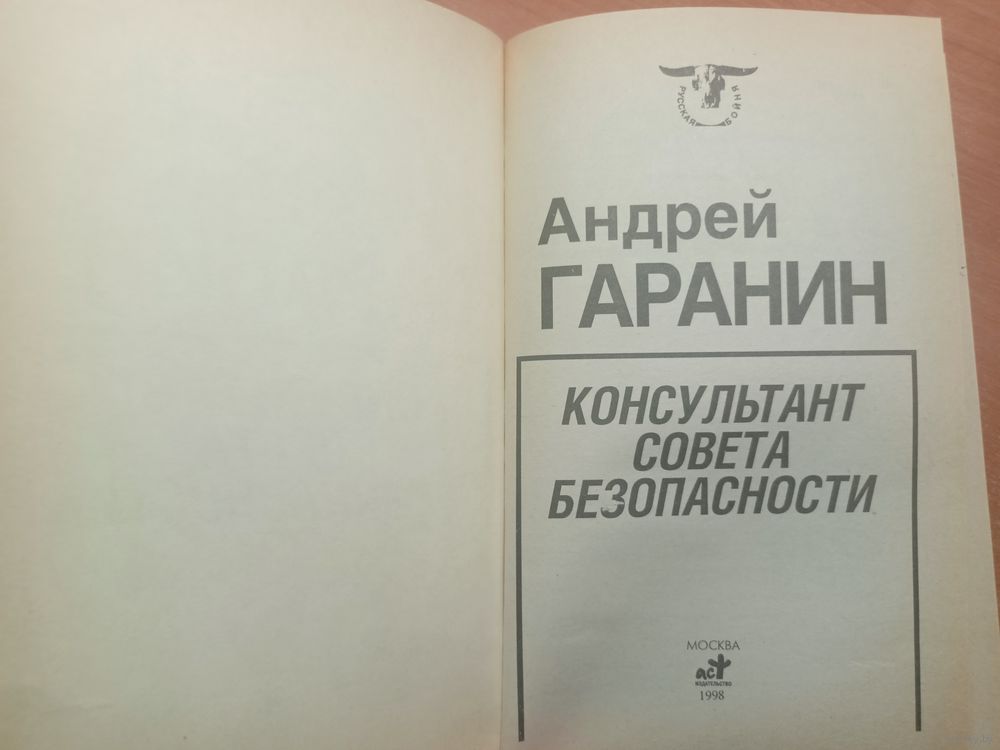 РУССКАЯ БОЙНЯ
Андрей
ГАРАНИН
КОНСУЛЬТАНТ
СОВЕТА
БЕЗОПАСНОСТИ
МОСКВА
аст
ИЗДАТЕЛЬСТВО
1998